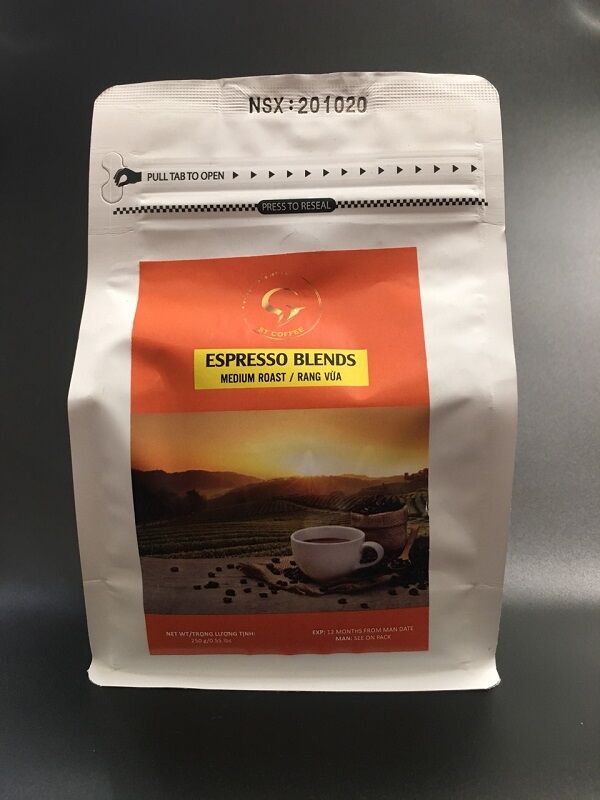 NSX:201020
PULL TAB TO OPEN
PRESS TO RESEAL
ST COFFEE
ESPRESSO BLENDS
MEDIUM ROAST / RANG VỪA
NET WT/TRỌNG LƯỢNG TỊNH:
250 g/0.55 lbs
EXP: 12 MONTHS FROM MAN DATE
MAN: SEE ON PACK